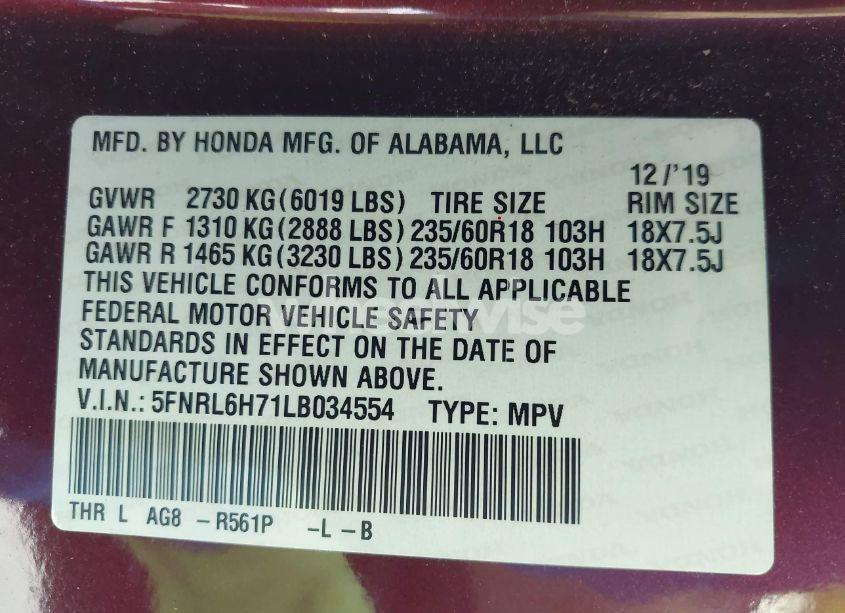 MFD. BY HONDA MFG. OF ALABAMA, LLC
12/'19
GVWR 2730 KG (6019 LBS) TIRE SIZE RIM SIZE
GAWR F 1310 KG (2888 LBS) 235/60R18 103H 18X7.5J
GAWR R 1465 KG (3230 LBS) 235/60R18 103H 18X7.5J
THIS VEHICLE CONFORMS TO ALL APPLICABLE
FEDERAL MOTOR VEHICLE SAFETY
STANDARDS IN EFFECT ON THE DATE OF
MANUFACTURE SHOWN ABOVE.
V.I.N.: 5FNRL6H71LB034554 TYPE: MPV
THR L AG8 -R561P -L -B